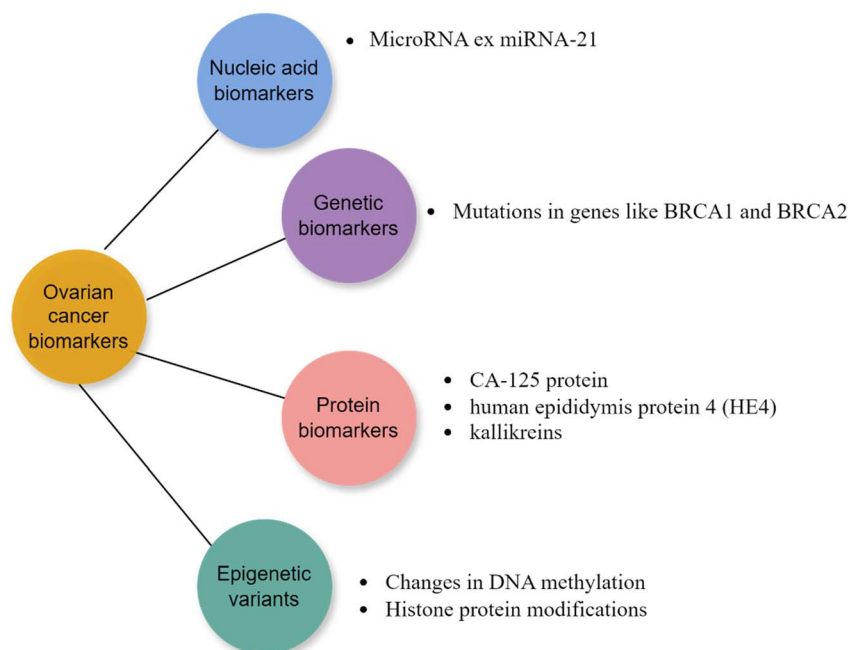 Nucleic acid
biomarkers
• MicroRNA ex miRNA-21
Genetic
biomarkers
• Mutations in genes like BRCA1 and BRCA2
Ovarian
cancer
biomarkers
Protein
biomarkers
• CA-125 protein
• human epididymis protein 4 (HE4)
• kallikreins
Epigenetic
variants
• Changes in DNA methylation
• Histone protein modifications